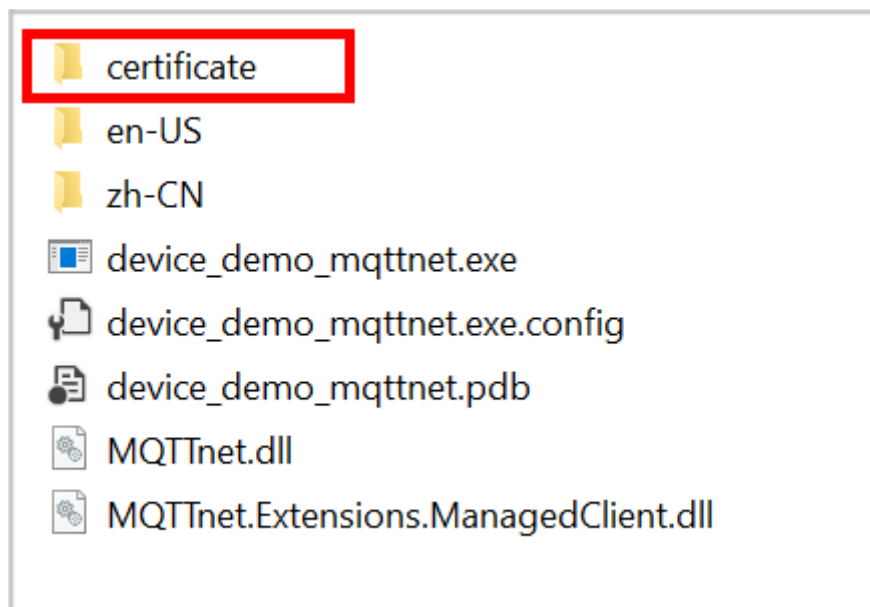 certificate
en-US
zh-CN
device_demo_mqttnet.exe
device_demo_mqttnet.exe.config
device_demo_mqttnet.pdb
MQTTnet.dll
MQTTnet.Extensions.ManagedClient.dll